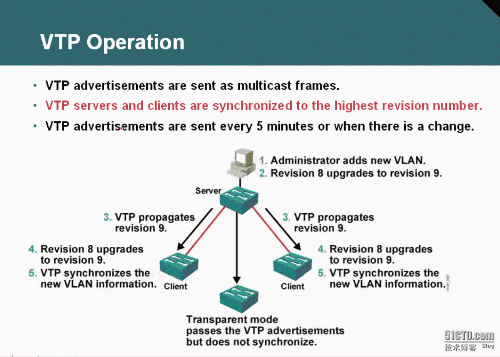 VTP Operation
• VTP advertisements are sent as multicast frames.
• VTP servers and clients are synchronized to the highest revision number.
• VTP advertisements are sent every 5 minutes or when there is a change.
1. Administrator adds new VLAN.
2. Revision 8 upgrades to revision 9.
Server
3. VTP propagates
revision 9.
3. VTP propagates
revision 9.
4. Revision 8 upgrades
to revision 9.
5. VTP synchronizes the
new VLAN information.
Client
4. Revision 8 upgrades
to revision 9.
5. VTP synchronizes the
new VLAN information.
Client
Transparent mode
passes the VTP advertisements
but does not synchronize.
51CTO.com
技术博客 Blog